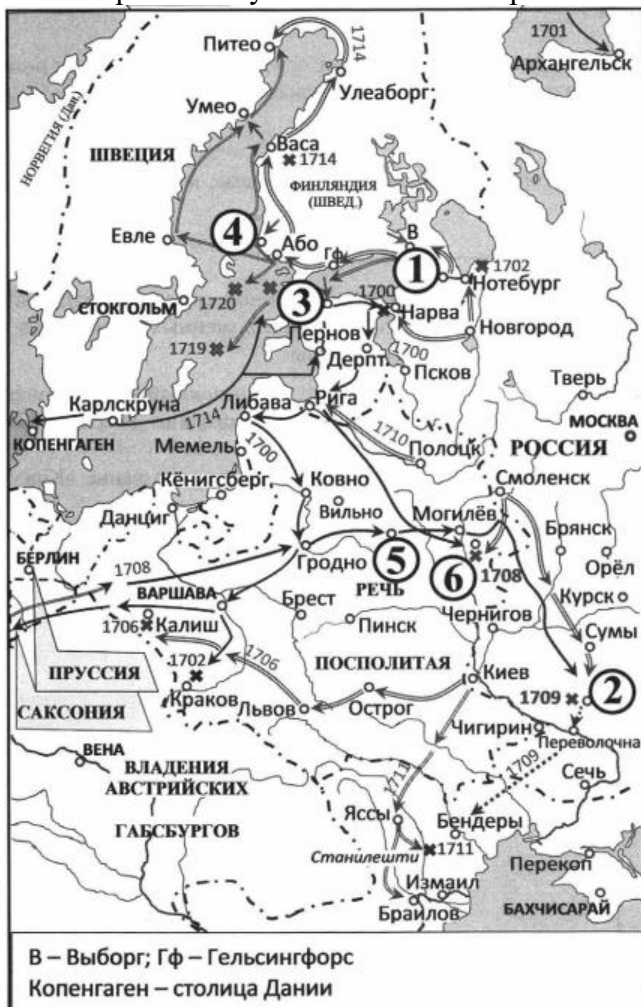 1701
Архангельск
Питео
1714
Улеаборг
Умео
НОРВЕГИЯ (Дан.)
ШВЕЦИЯ
Васа
1714
ФИНЛЯНДИЯ
(ШВЕД.)
Евле
4
Або
Гф
В
1
1702
Нотебург
СТОКГОЛЬМ
1720
3
1700
Нарва
Новгород
1719
Пернов
Дерпт
1700
Псков
Тверь
Карлскруна
1714
Либава
Рига
МОСКВА
КОПЕНГАГЕН
Мемель
1700
1710
Полоцк
РОССИЯ
Кёнигсберг
Ковно
Смоленск
Данциг
Вильно
Могилёв
Брянск
БЕРЛИН
1708
Гродно
5
6
1708
Орёл
ВАРШАВА
Брест
РЕЧЬ
Курск
1706
Калиш
Пинск
Чернигов
Сумы
ПРУССИЯ
1702
1706
ПОСПОЛИТАЯ
Киев
1709
2
САКСОНИЯ
Краков
Львов
Острог
Чигирин
Переволочна
ВЕНА
ВЛАДЕНИЯ
АВСТРИЙСКИХ
ГАБСБУРГОВ
1711
1709
Сечь
Яссы
Бендеры
Станилешти
1711
Перекоп
Измаил
Браилов
БАХЧИСАРАЙ
В – Выборг; Гф – Гельсингфорс
Копенгаген – столица Дании